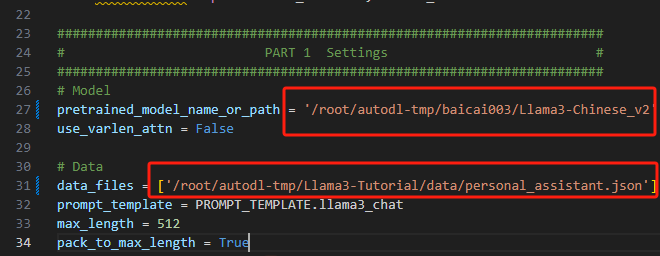 22
23 #######################################################################
24 #                          PART 1  Settings                           #
25 #######################################################################
26 # Model
27 pretrained_model_name_or_path = '/root/autodl-tmp/baicai003/Llama3-Chinese_v2'
28 use_varlen_attn = False
29
30 # Data
31 data_files = ['/root/autodl-tmp/Llama3-Tutorial/data/personal_assistant.json']
32 prompt_template = PROMPT_TEMPLATE.llama3_chat
33 max_length = 512
34 pack_to_max_length = True